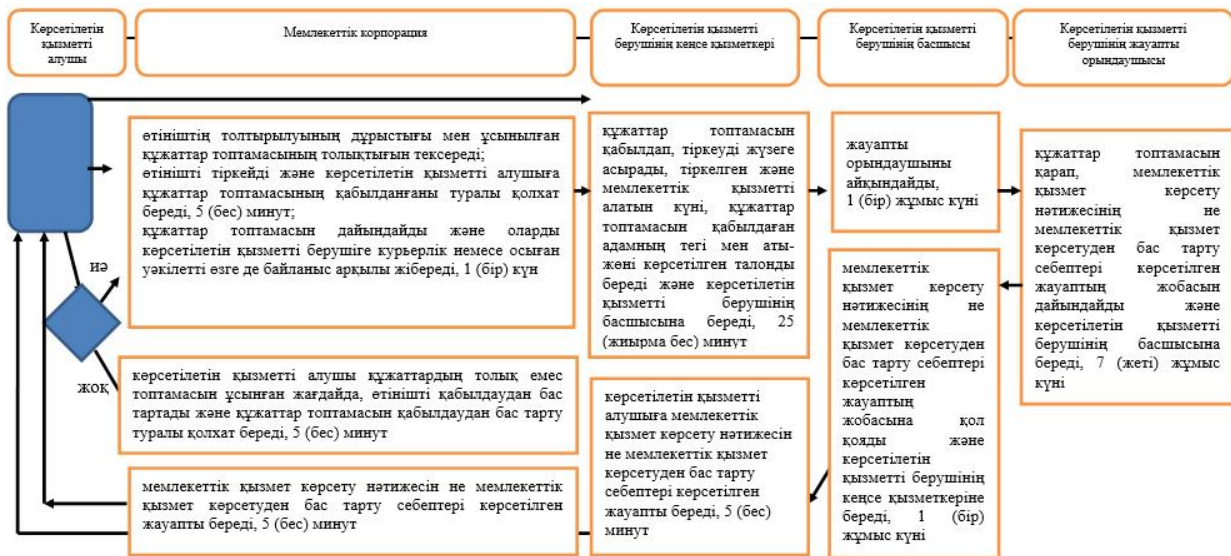 Көрсетілетін
қызметті
алушы
Мемлекеттік корпорация
Көрсетілетін қызметті
берушінің кеңсе қызметкері
Көрсетілетін қызметті
берушінің басшысы
Көрсетілетін қызметті
берушінің жауапты
орындаушысы
өтініштің толтырылуының дұрыстығы мен ұсынылған
құжаттар топтамасының толықтығын тексереді;
өтінішті тіркейді және көрсетілетін қызметті алушыға
құжаттар топтамасының қабылданғаны туралы қолхат
береді, 5 (бес) минут;
құжаттар топтамасын дайындайды және оларды
көрсетілетін қызметті берушіге курьерлік немесе осыған
уәкілетті өзге де байланыс арқылы жібереді, 1 (бір) күн
құжаттар топтамасын
қабылдап, тіркеуді жүзеге
асырады, тіркелген және
мемлекеттік қызметті
алатын күні, құжаттар
топтамасын қабылдаған
адамның тегі мен аты-
жөні көрсетілген талонды
береді және көрсетілетін
қызметті берушінің
басшысына береді, 25
(жиырма бес) минут
жауапты
орындаушыны
айқындайды,
1 (бір) жұмыс күні
құжаттар топтамасын
қарап, мемлекеттік
қызмет көрсету
нәтижесінің не
мемлекеттік қызмет
көрсетуден бас тарту
себептері көрсетілген
жауаптың жобасын
дайындайды және
көрсетілетін қызметті
берушінің басшысына
береді, 7 (жеті) жұмыс
күні
иә
жоқ
көрсетілетін қызметті алушы құжаттардың толық емес
топтамасын ұсынған жағдайда, өтінішті қабылдаудан бас
тартады және құжаттар топтамасын қабылдаудан бас тарту
туралы қолхат береді, 5 (бес) минут
мемлекеттік қызмет көрсету нәтижесін не мемлекеттік
қызмет көрсетуден бас тарту себептері көрсетілген
жауапты береді, 5 (бес) минут
көрсетілетін қызметті
алушыға мемлекеттік
қызмет көрсету нәтижесін
не мемлекеттік қызмет
көрсетуден бас тарту
себептері көрсетілген
жауапты береді, 5 (бес)
минут
мемлекеттік
қызмет көрсету
нәтижесінің не
мемлекеттік
қызмет көрсетуден
бас тарту себептері
көрсетілген
жауаптың
жобасына қол
қояды және
көрсетілетін
қызметті берушінің
кеңсе қызметкеріне
береді, 1 (бір)
жұмыс күні